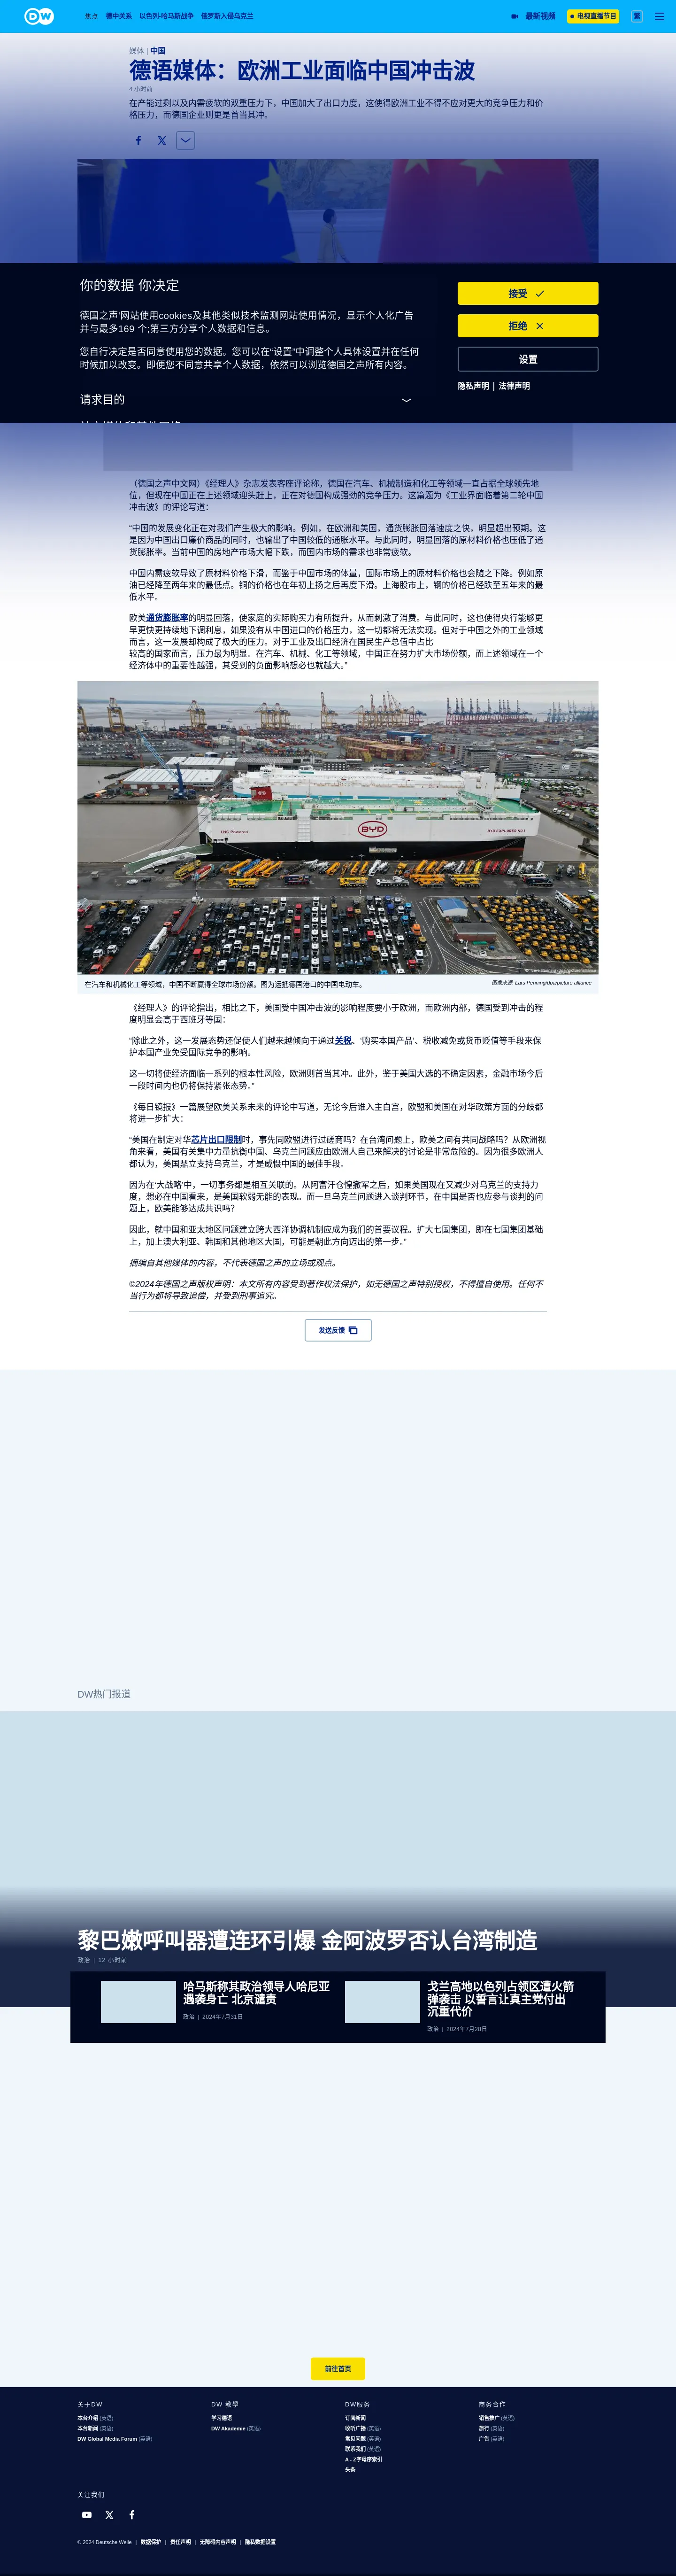 DW
焦点 德中关系 以色列-哈马斯战争 俄罗斯入侵乌克兰 最新视频 电视直播节目 繁
媒体 | 中国
德语媒体：欧洲工业面临中国冲击波
4 小时前
在产能过剩以及内需疲软的双重压力下，中国加大了出口力度，这使得欧洲工业不得不应对更大的竞争压力和价
格压力，而德国企业则更是首当其冲。
你的数据 你决定
德国之声'网站使用cookies及其他类似技术监测网站使用情况，显示个人化广告
并与最多169 个;第三方分享个人数据和信息。
您自行决定是否同意使用您的数据。您可以在"设置"中调整个人具体设置并在任何
时候加以改变。即便您不同意共享个人数据，依然可以浏览德国之声所有内容。
请求目的
接受
拒绝
设置
隐私声明 | 法律声明
（德国之声中文网）《经理人》杂志发表客座评论称，德国在汽车、机械制造和化工等领域一直占据全球领先地
位，但现在中国正在上述领域迎头赶上，正在对德国构成强劲的竞争压力。这篇题为《工业界面临着第二轮中国
冲击波》的评论写道：
"中国的发展变化正在对我们产生极大的影响。例如，在欧洲和美国，通货膨胀回落速度之快，明显超出预期。这
是因为中国出口廉价商品的同时，也输出了中国较低的通胀水平。与此同时，明显回落的原材料价格也压低了通
货膨胀率。当前中国的房地产市场大幅下跌，而国内市场的需求也非常疲软。
中国内需疲软导致了原材料价格下滑，而鉴于中国市场的体量，国际市场上的原材料价格也会随之下降。例如原
油已经降至两年来的最低点。铜的价格也在年初上扬之后再度下滑。上海股市上，钢的价格已经跌至五年来的最
低水平。
欧美通货膨胀率的明显回落，使广大家庭的实际购买力有所提升，从而刺激了消费。与此同时，这也使得央行能够更
早更快更持续地下调利息，如果没有从中国进口的价格压力，这一切都将无法实现。但对于中国之外的工业领域
而言，这一发展却构成了极大的压力。对于工业及出口经济在国民生产总值中占比
较高的国家而言，压力最为明显。在汽车、机械、化工等领域，中国正在努力扩大市场份额，而上述领域在一个
经济体中的重要性越强，其受到的负面影响想必也就越大。"
LNG Powered
BYD
BYD EXPLORER NO.1
在汽车和机械化工等领域，中国不断赢得全球市场份额。图为运抵德国港口的中国电动车。
图像来源: Lars Penning/dpa/picture alliance
《经理人》的评论指出，相比之下，美国受中国冲击波的影响程度要小于欧洲，而欧洲内部，德国受到冲击的程
度明显会高于西班牙等国：
"除此之外，这一发展态势还促使人们越来越倾向于通过关税、'购买本国产品'、税收减免或货币贬值等手段来保
护本国产业免受国际竞争的影响。
这一切将使经济面临一系列的根本性风险，欧洲则首当其冲。此外，鉴于美国大选的不确定因素，金融市场今后
一段时间内也仍将保持紧张态势。"
《每日镜报》一篇展望欧美关系未来的评论中写道，无论今后谁入主白宫，欧盟和美国在对华政策方面的分歧都
将进一步扩大：
"美国在制定对华芯片出口限制时，事先同欧盟进行过磋商吗？在台湾问题上，欧美之间有共同战略吗？从欧洲视
角来看，美国有关集中力量抗衡中国、乌克兰问题应由欧洲人自己来解决的讨论是非常危险的。因为很多欧洲人
都认为，美国鼎立支持乌克兰，才是威慑中国的最佳手段。
因为在'大战略'中，一切事务都是相互关联的。从阿富汗仓惶撤军之后，如果美国现在又减少对乌克兰的支持力
度，想必在中国看来，是美国软弱无能的表现。而一旦乌克兰问题进入谈判环节，在中国是否也应参与谈判的问
题上，欧美能够达成共识吗？
因此，就中国和亚太地区问题建立跨大西洋协调机制应成为我们的首要议程。扩大七国集团，即在七国集团基础
上，加上澳大利亚、韩国和其他地区大国，可能是朝此方向迈出的第一步。"
摘编自其他媒体的内容，不代表德国之声的立场或观点。
©2024年德国之声版权声明：本文所有内容受到著作权法保护，如无德国之声特别授权，不得擅自使用。任何不
当行为都将导致追偿，并受到刑事追究。
发送反馈
DW热门报道
黎巴嫩呼叫器遭连环引爆 金阿波罗否认台湾制造
政治 | 12 小时前
哈马斯称其政治领导人哈尼亚
遇袭身亡 北京谴责
政治 | 2024年7月31日
戈兰高地以色列占领区遭火箭
弹袭击 以誓言让真主党付出
沉重代价
政治 | 2024年7月28日
前往首页
关于DW
本台介绍 (英语)
本台新闻 (英语)
DW Global Media Forum (英语)
DW 教學
学习德语
DW Akademie (英语)
DW服务
订阅新闻
收听广播 (英语)
常见问题 (英语)
联系我们 (英语)
A - Z字母序索引
头条
商务合作
销售推广 (英语)
旅行 (英语)
广告 (英语)
关注我们
© 2024 Deutsche Welle | 数据保护 | 责任声明 | 无障碍内容声明 | 隐私数据设置